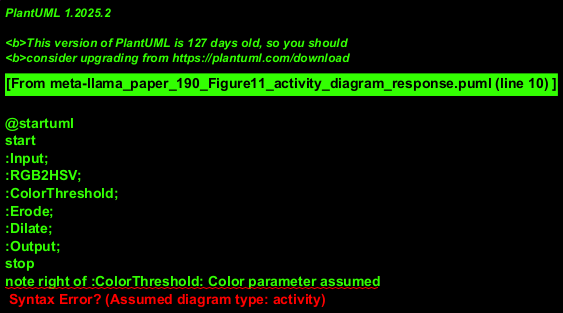 PlantUML 1.2025.2
<b>This version of PlantUML is 127 days old, so you should
<b>consider upgrading from https://plantuml.com/download
[From meta-llama_paper_190_Figure11_activity_diagram_response.puml (line 10) ]
@startuml
start
:Input;
:RGB2HSV;
:ColorThreshold;
:Erode;
:Dilate;
:Output;
stop
note right of :ColorThreshold: Color parameter assumed
Syntax Error? (Assumed diagram type: activity)